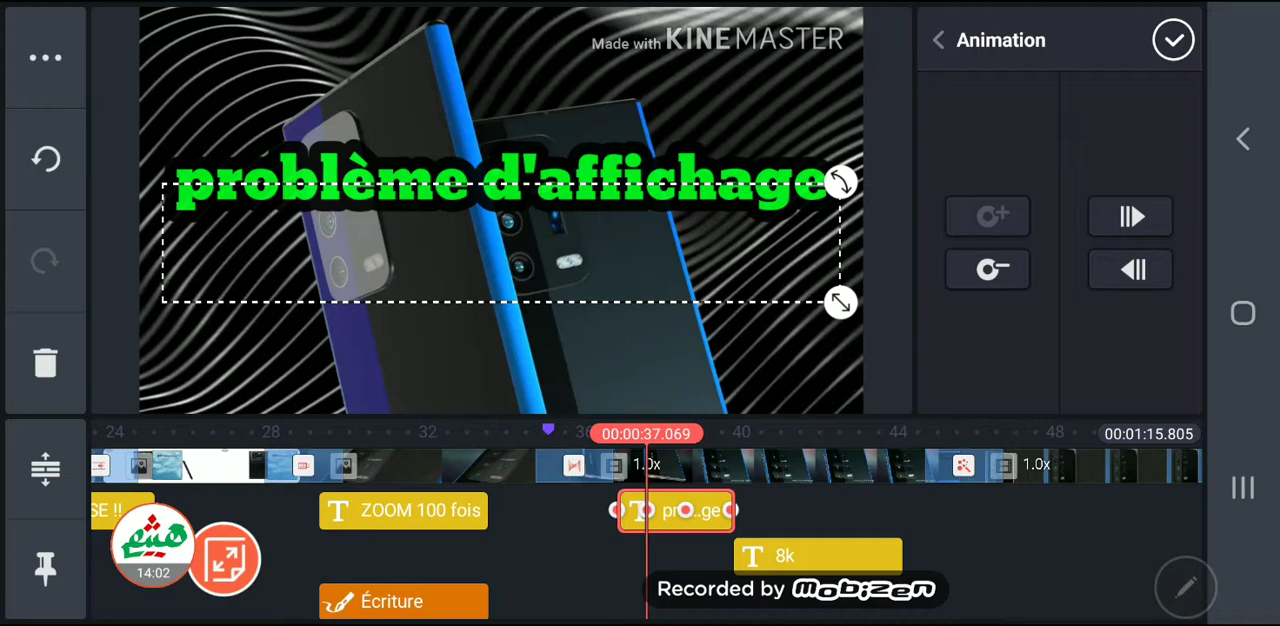 Made with KINEMASTER
Animation
problème d'affichage
24
28
32
36
00:00:37.069
40
44
48
00:01:15.805
1.0x
1.0x
SE !!
T ZOOM 100 fois
T pr...ge
T 8k
14:02
Recorded by mobizen
Écriture